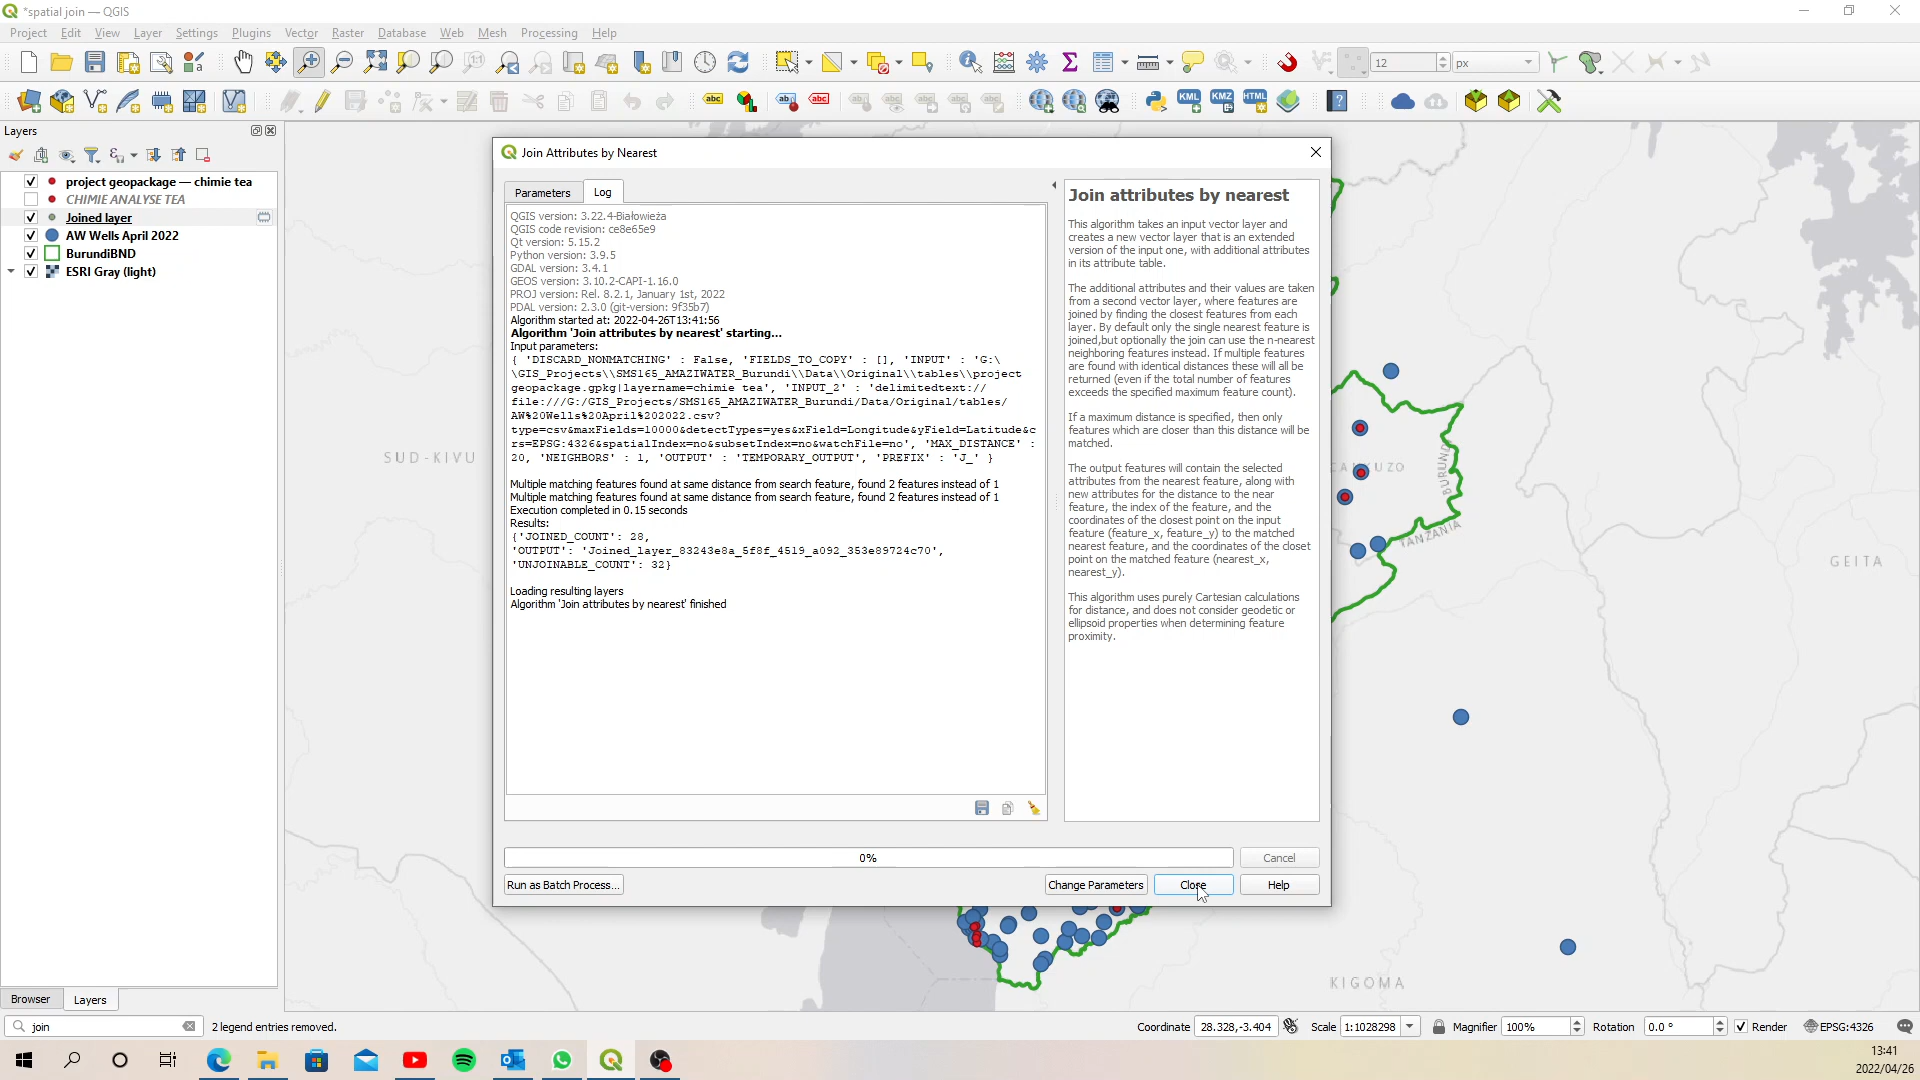 *spatial join — QGIS
Project Edit View Layer Settings Plugins Vector Raster Database Web Mesh Processing Help
12 px
Layers
project geopackage — chimie tea
CHIMIE ANALYSE TEA
Joined layer
AW Wells April 2022
BurundiBND
ESRI Gray (light)
Join Attributes by Nearest
Parameters Log
QGIS version: 3.22.4-Białowieża
QGIS code revision: ce8e65e9
Qt version: 5.15.2
Python version: 3.9.5
GDAL version: 3.4.1
GEOS version: 3.10.2-CAPI-1.16.0
PROJ version: Rel. 8.2.1, January 1st, 2022
PDAL version: 2.3.0 (git-version: 9f35b7)
Algorithm started at: 2022-04-26T13:41:56
Algorithm 'Join attributes by nearest' starting...
Input parameters:
{ 'DISCARD_NONMATCHING' : False, 'FIELDS_TO_COPY' : [], 'INPUT' : 'G:\
\GIS_Projects\\SMS165_AMAZIWATER_Burundi\\Data\\Original\\tables\\project
geopackage.gpkg|layername=chimie tea', 'INPUT_2' : 'delimitedtext://
file:///G:/GIS_Projects/SMS165_AMAZIWATER_Burundi/Data/Original/tables/
AW%20Wells%20April%202022.csv?
type=csv&maxFields=10000&detectTypes=yes&xField=Longitude&yField=Latitude&c
rs=EPSG:4326&spatialIndex=no&subsetIndex=no&watchFile=no', 'MAX_DISTANCE' :
20, 'NEIGHBORS' : 1, 'OUTPUT' : 'TEMPORARY_OUTPUT', 'PREFIX' : 'J_' }
Multiple matching features found at same distance from search feature, found 2 features instead of 1
Multiple matching features found at same distance from search feature, found 2 features instead of 1
Execution completed in 0.15 seconds
Results:
{'JOINED_COUNT': 28,
'OUTPUT': 'Joined_layer_83243e8a_5f8f_4519_a092_353e89724c70',
'UNJOINABLE_COUNT': 32}
Loading resulting layers
Algorithm 'Join attributes by nearest' finished
Join attributes by nearest
This algorithm takes an input vector layer and
creates a new vector layer that is an extended
version of the input one, with additional attributes
in its attribute table.
The additional attributes and their values are taken
from a second vector layer, where features are
joined by finding the closest features from each
layer. By default only the single nearest feature is
joined,but optionally the join can use the n-nearest
neighboring features instead. If multiple features
are found with identical distances these will all be
returned (even if the total number of features
exceeds the specified maximum feature count).
If a maximum distance is specified, then only
features which are closer than this distance will be
matched.
The output features will contain the selected
attributes from the nearest feature, along with
new attributes for the distance to the near
feature, the index of the feature, and the
coordinates of the closest point on the input
feature (feature_x, feature_y) to the matched
nearest feature, and the coordinates of the closet
point on the matched feature (nearest_x,
nearest_y).
This algorithm uses purely Cartesian calculations
for distance, and does not consider geodetic or
ellipsoid properties when determining feature
proximity.
0% Cancel
Run as Batch Process... Change Parameters Close Help
SUD-KIVU
BURUNDI
TANZANIA
GEITA
KIGOMA
Browser Layers
join 2 legend entries removed. Coordinate 28.328,-3.404 Scale 1:1028298 Magnifier 100% Rotation 0.0 ° Render EPSG:4326
13:41
2022/04/26